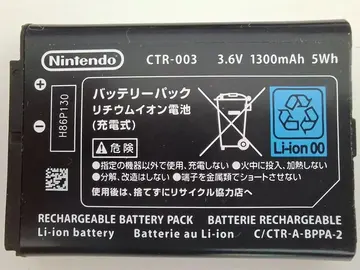 Nintendo CTR-003 3.6V 1300mAh 5Wh
バッテリーパック
リチウムイオン電池
(充電式)
危険
Li-ion 00
●指定の機器以外で使用、充電しない ●火中に投入、加熱しない
●分解、改造はしない ●端子を金属類でショートさせない
使用後は、捨てずにリサイクル協力店へ
H86P130
RECHARGEABLE BATTERY PACK BATTERIE RECHARGEABLE
Li-ion battery Batterie au Li-ion C/CTR-A-BPPA-2